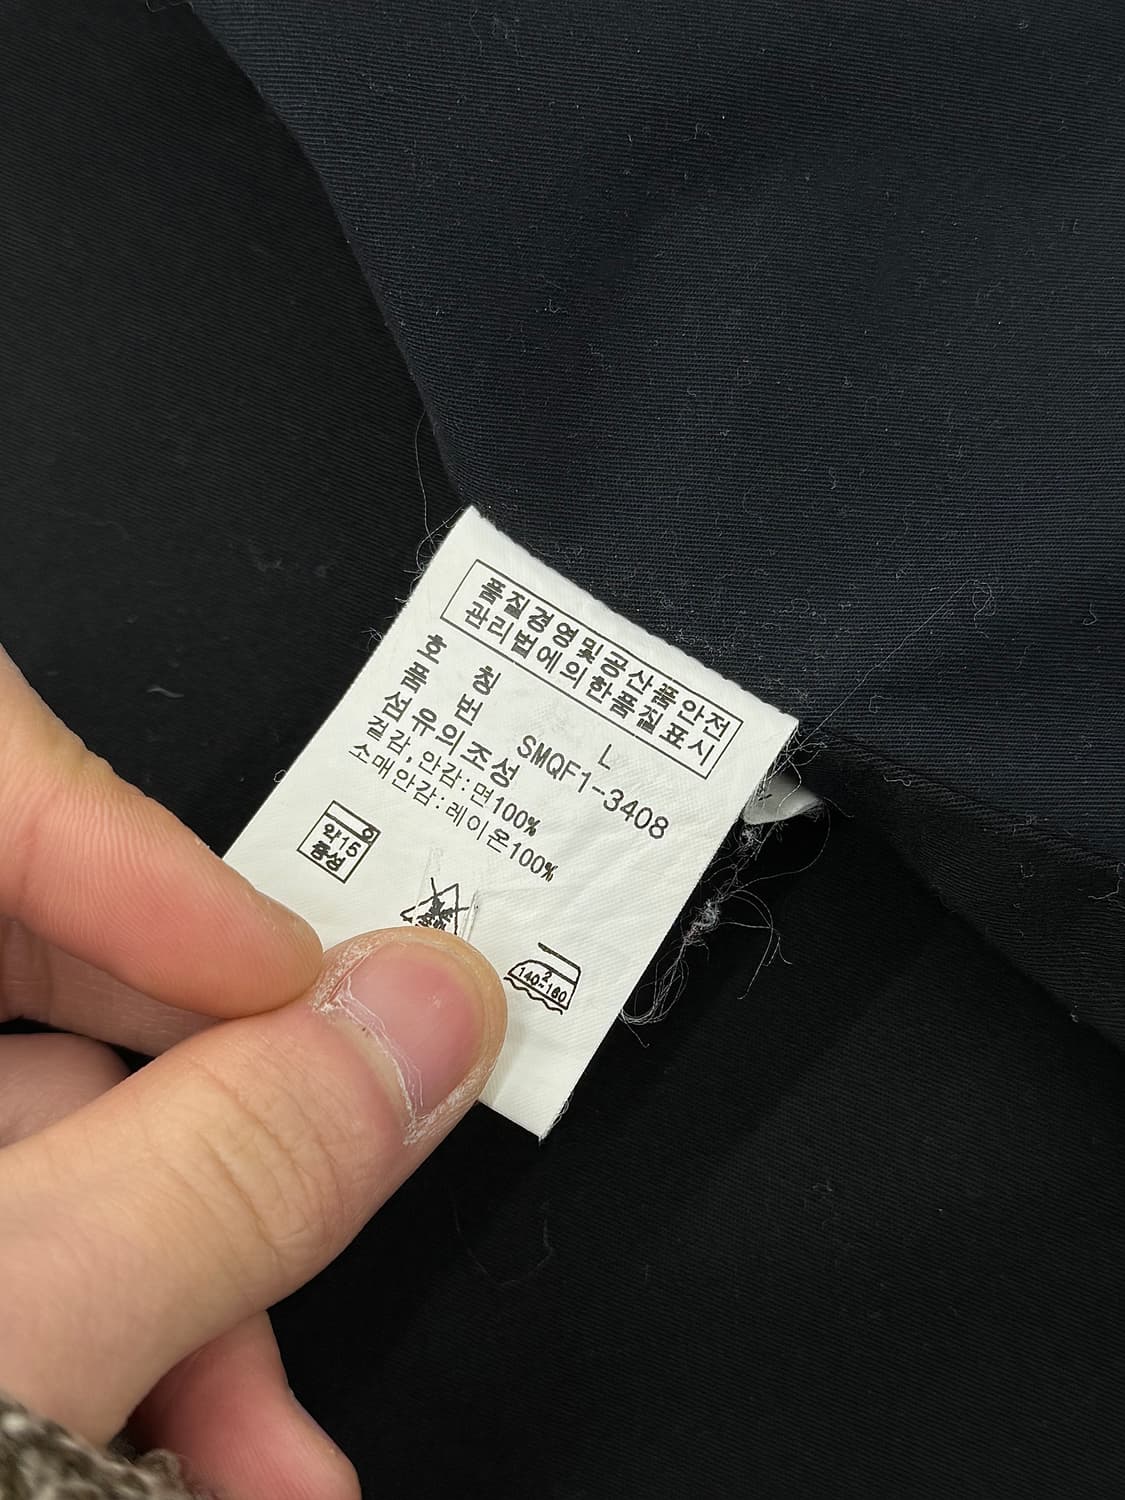 품질경영및공산품안전
관리법에의한품질표시
호 칭 L
품 번 SMQF1-3408
섬유의조성
겉감,안감:면100%
소매안감:레이온100%
약15
중성
2
140-160